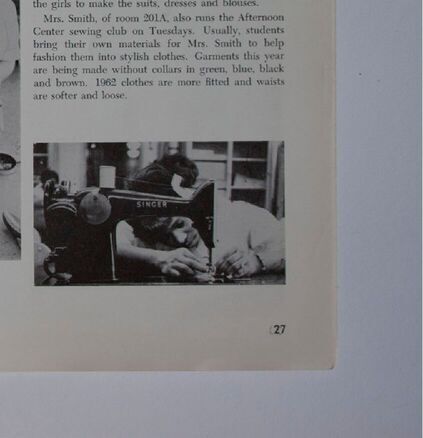 the girls to make the suits, dresses and blouses.
Mrs. Smith, of room 201A, also runs the Afternoon
Center sewing club on Tuesdays. Usually, students
bring their own materials for Mrs. Smith to help
fashion them into stylish clothes. Garments this year
are being made without collars in green, blue, black
and brown. 1962 clothes are more fitted and waists
are softer and loose.
SINGER
27